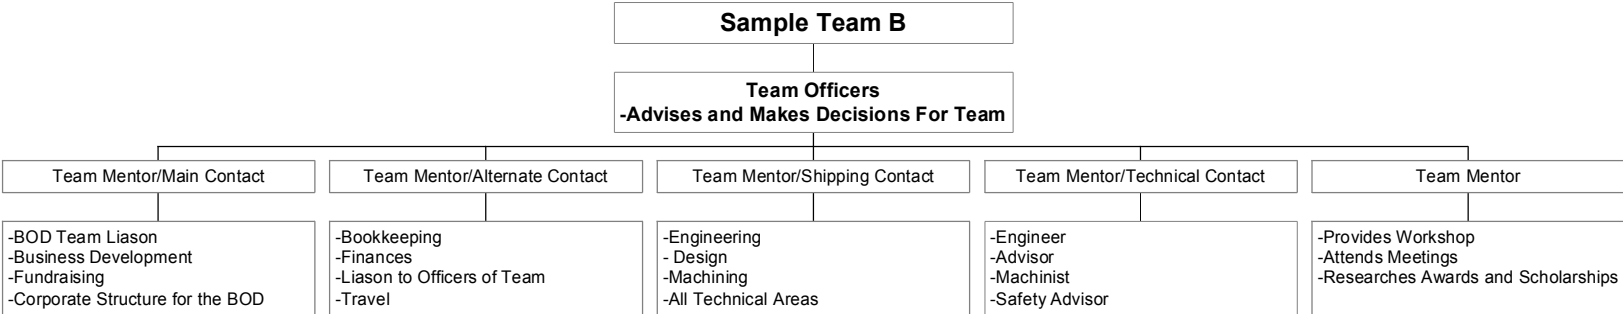 Sample Team B
Team Officers
-Advises and Makes Decisions For Team
Team Mentor/Main Contact
Team Mentor/Alternate Contact
Team Mentor/Shipping Contact
Team Mentor/Technical Contact
Team Mentor
-BOD Team Liason
-Business Development
-Fundraising
-Corporate Structure for the BOD
-Bookkeeping
-Finances
-Liason to Officers of Team
-Travel
-Engineering
- Design
-Machining
-All Technical Areas
-Engineer
-Advisor
-Machinist
-Safety Advisor
-Provides Workshop
-Attends Meetings
-Researches Awards and Scholarships